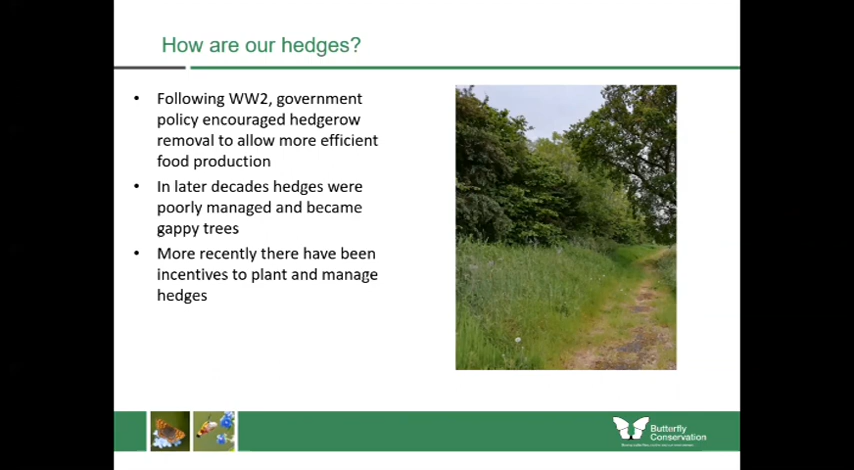 How are our hedges?
• Following WW2, government
policy encouraged hedgerow
removal to allow more efficient
food production
• In later decades hedges were
poorly managed and became
gappy trees
• More recently there have been
incentives to plant and manage
hedges
Butterfly
Conservation